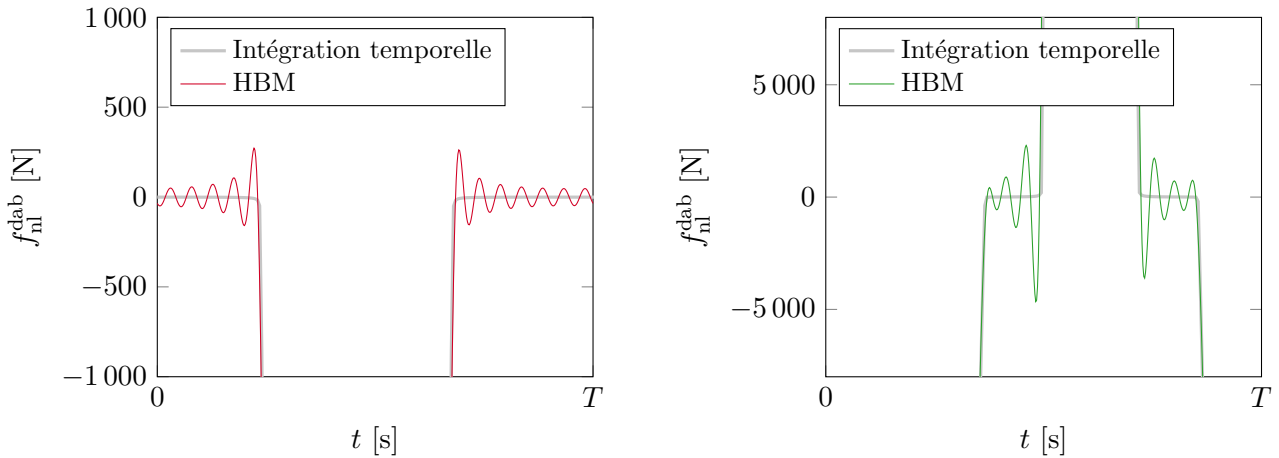 1 000
500
0
−500
−1 000
f_nl^dab [N]
Intégration temporelle
HBM
0
T
t [s]
5 000
0
−5 000
f_nl^dab [N]
Intégration temporelle
HBM
0
T
t [s]